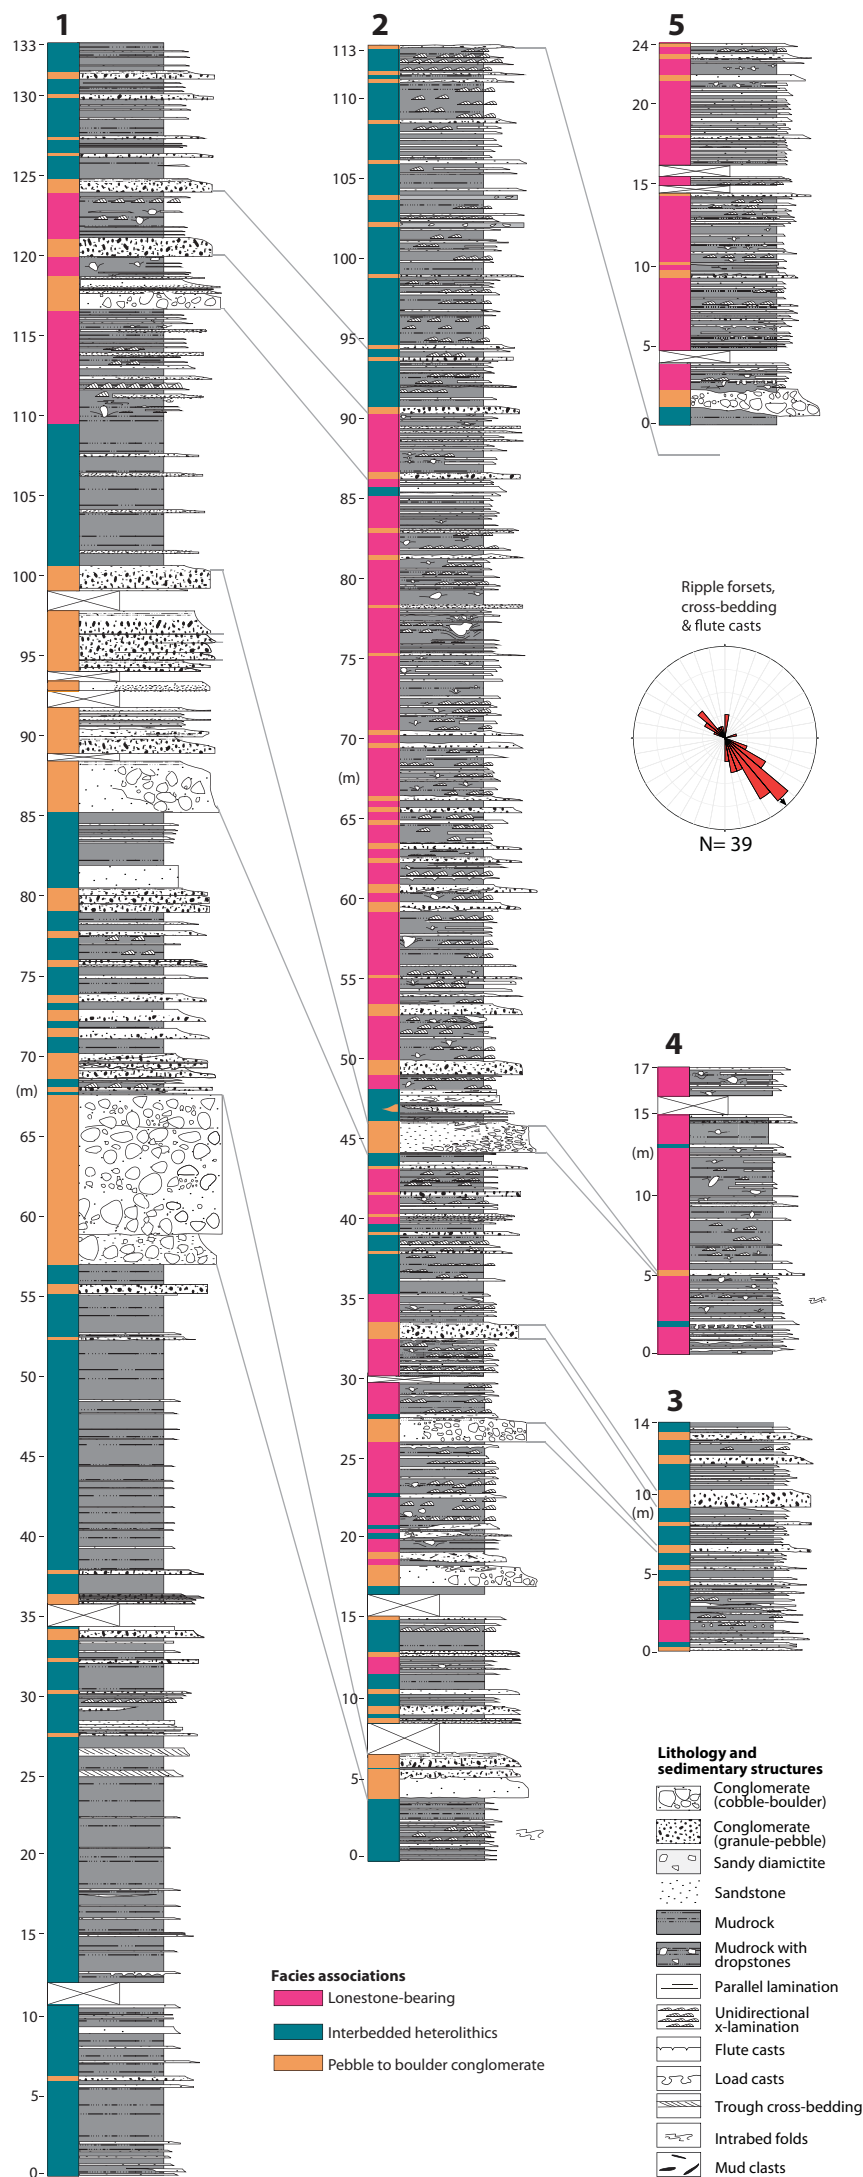 1
133
130
125
120
115
110
105
100
95
90
85
80
75
70
(m)
65
60
55
50
45
40
35
30
25
20
15
10
5
0
2
113
110
105
100
95
90
85
80
75
70
(m)
65
60
55
50
45
40
35
30
25
20
15
10
5
0
5
24
20
15
10
5
0
Ripple forsets,
cross-bedding
& flute casts
N= 39
4
17
15
(m)
10
5
0
3
14
10
(m)
5
0
Facies associations
Lonestone-bearing
Interbedded heterolithics
Pebble to boulder conglomerate
Lithology and
sedimentary structures
Conglomerate
(cobble-boulder)
Conglomerate
(granule-pebble)
Sandy diamictite
Sandstone
Mudrock
Mudrock with
dropstones
Parallel lamination
Unidirectional
x-lamination
Flute casts
Load casts
Trough cross-bedding
Intrabed folds
Mud clasts